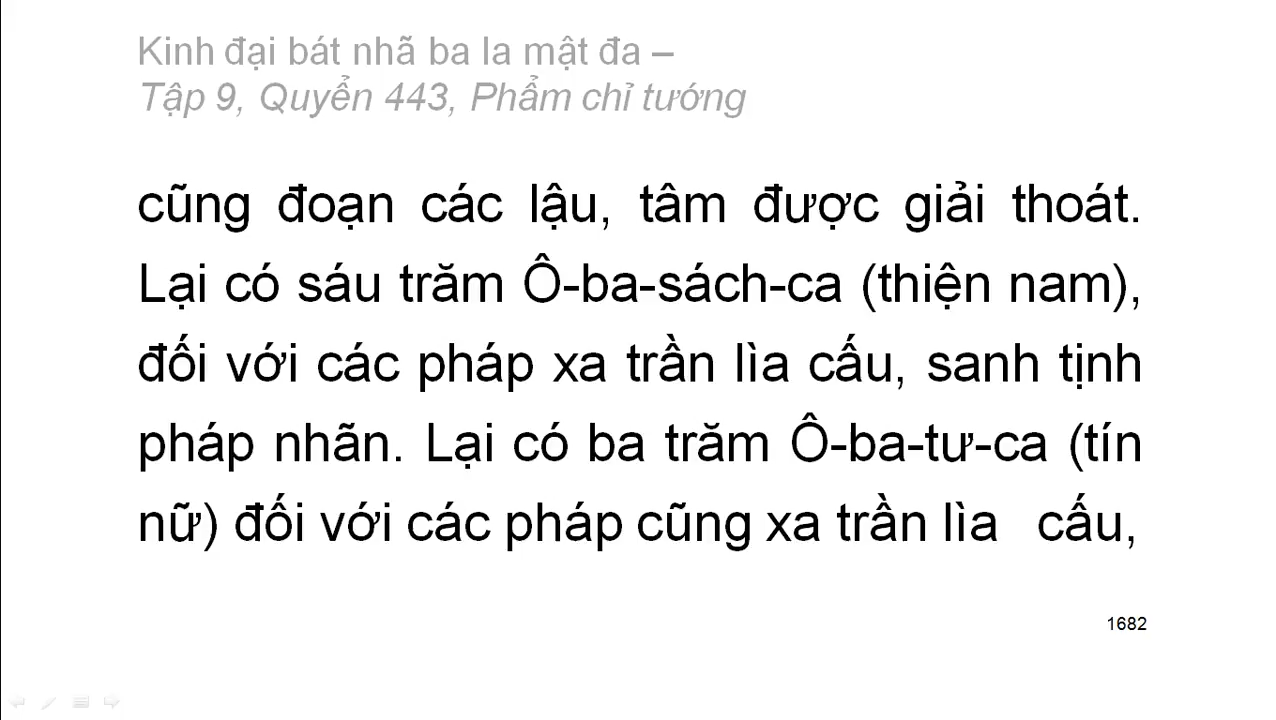 Kinh đại bát nhã ba la mật đa –
Tập 9, Quyển 443, Phẩm chỉ tướng
cũng đoạn các lậu, tâm được giải thoát.
Lại có sáu trăm Ô-ba-sách-ca (thiện nam),
đối với các pháp xa trần lìa cấu, sanh tịnh
pháp nhãn. Lại có ba trăm Ô-ba-tư-ca (tín
nữ) đối với các pháp cũng xa trần lìa cấu,
1682